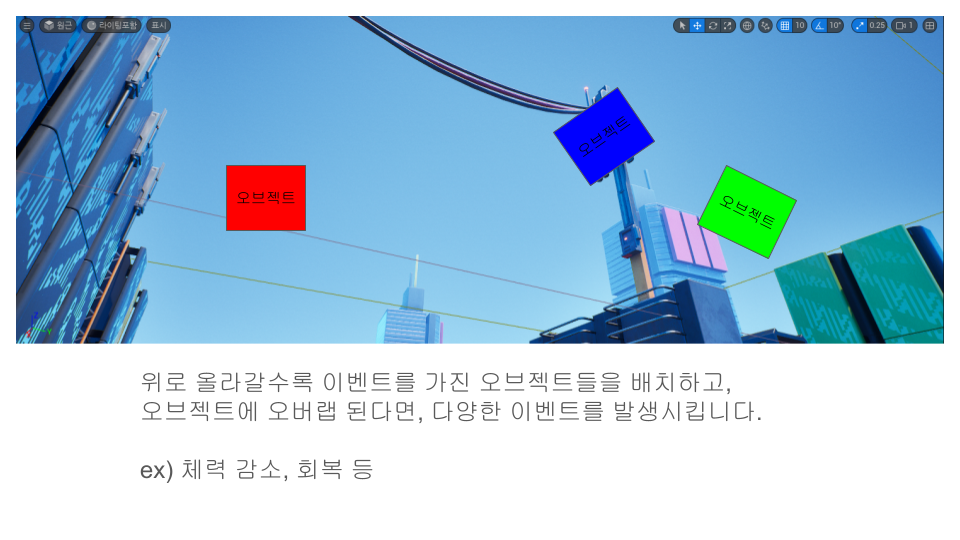 원근
라이팅포함
표시
10
10°
0.25
1
오브젝트
오브젝트
오브젝트
위로 올라갈수록 이벤트를 가진 오브젝트들을 배치하고,
오브젝트에 오버랩 된다면, 다양한 이벤트를 발생시킵니다.
ex) 체력 감소, 회복 등